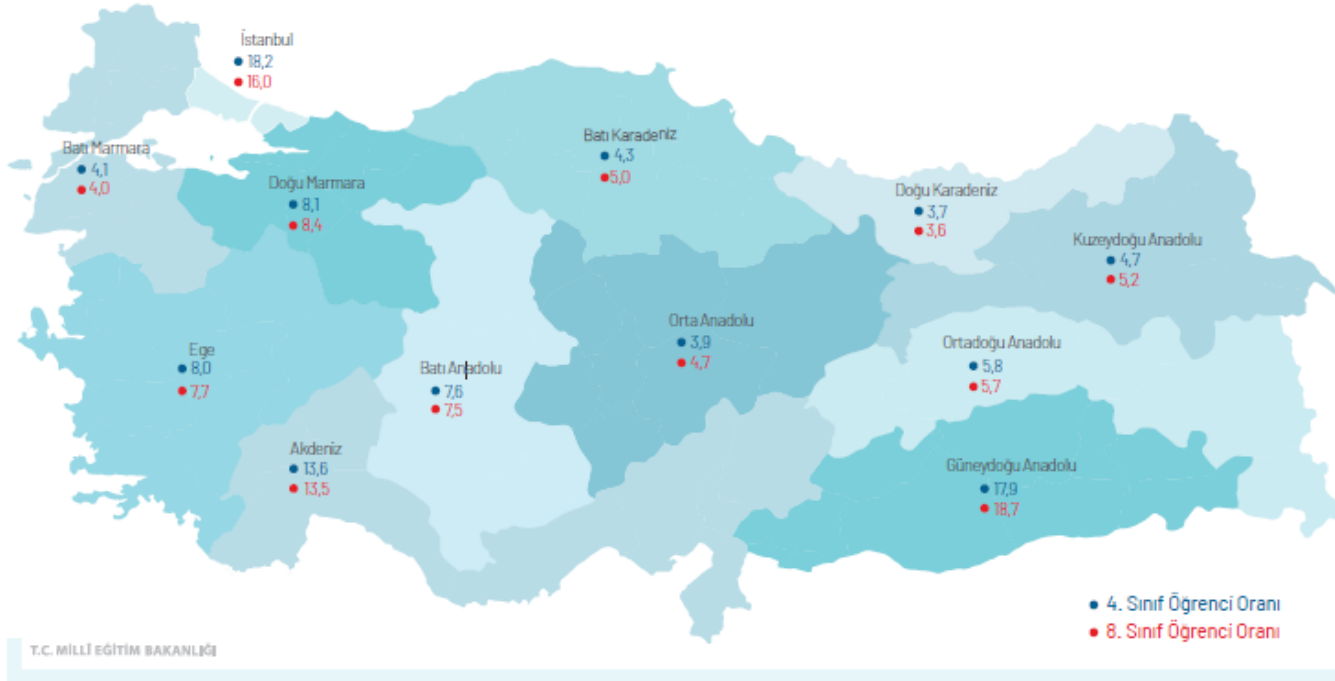 İstanbul
18,2
16,0
Batı Marmara
4,1
4,0
Doğu Marmara
8,1
8,4
Batı Karadeniz
4,3
5,0
Doğu Karadeniz
3,7
3,6
Kuzeydoğu Anadolu
4,7
5,2
Ege
8,0
7,7
Batı Anadolu
7,6
7,5
Orta Anadolu
3,9
4,7
Ortadoğu Anadolu
5,8
5,7
Akdeniz
13,6
13,5
Güneydoğu Anadolu
17,9
18,7
4. Sınıf Öğrenci Oranı
8. Sınıf Öğrenci Oranı
T.C. MİLLÎ EĞİTİM BAKANLIĞI